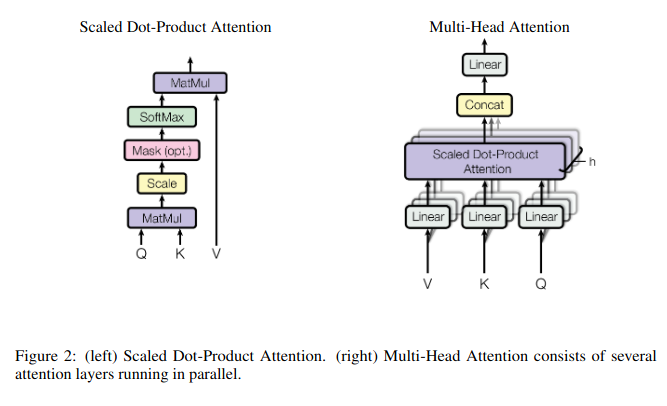 Scaled Dot-Product Attention
MatMul
SoftMax
Mask (opt.)
Scale
MatMul
Q K V
Multi-Head Attention
Linear
Concat
Scaled Dot-Product
Attention
h
Linear Linear Linear
V K Q
Figure 2: (left) Scaled Dot-Product Attention. (right) Multi-Head Attention consists of several
attention layers running in parallel.